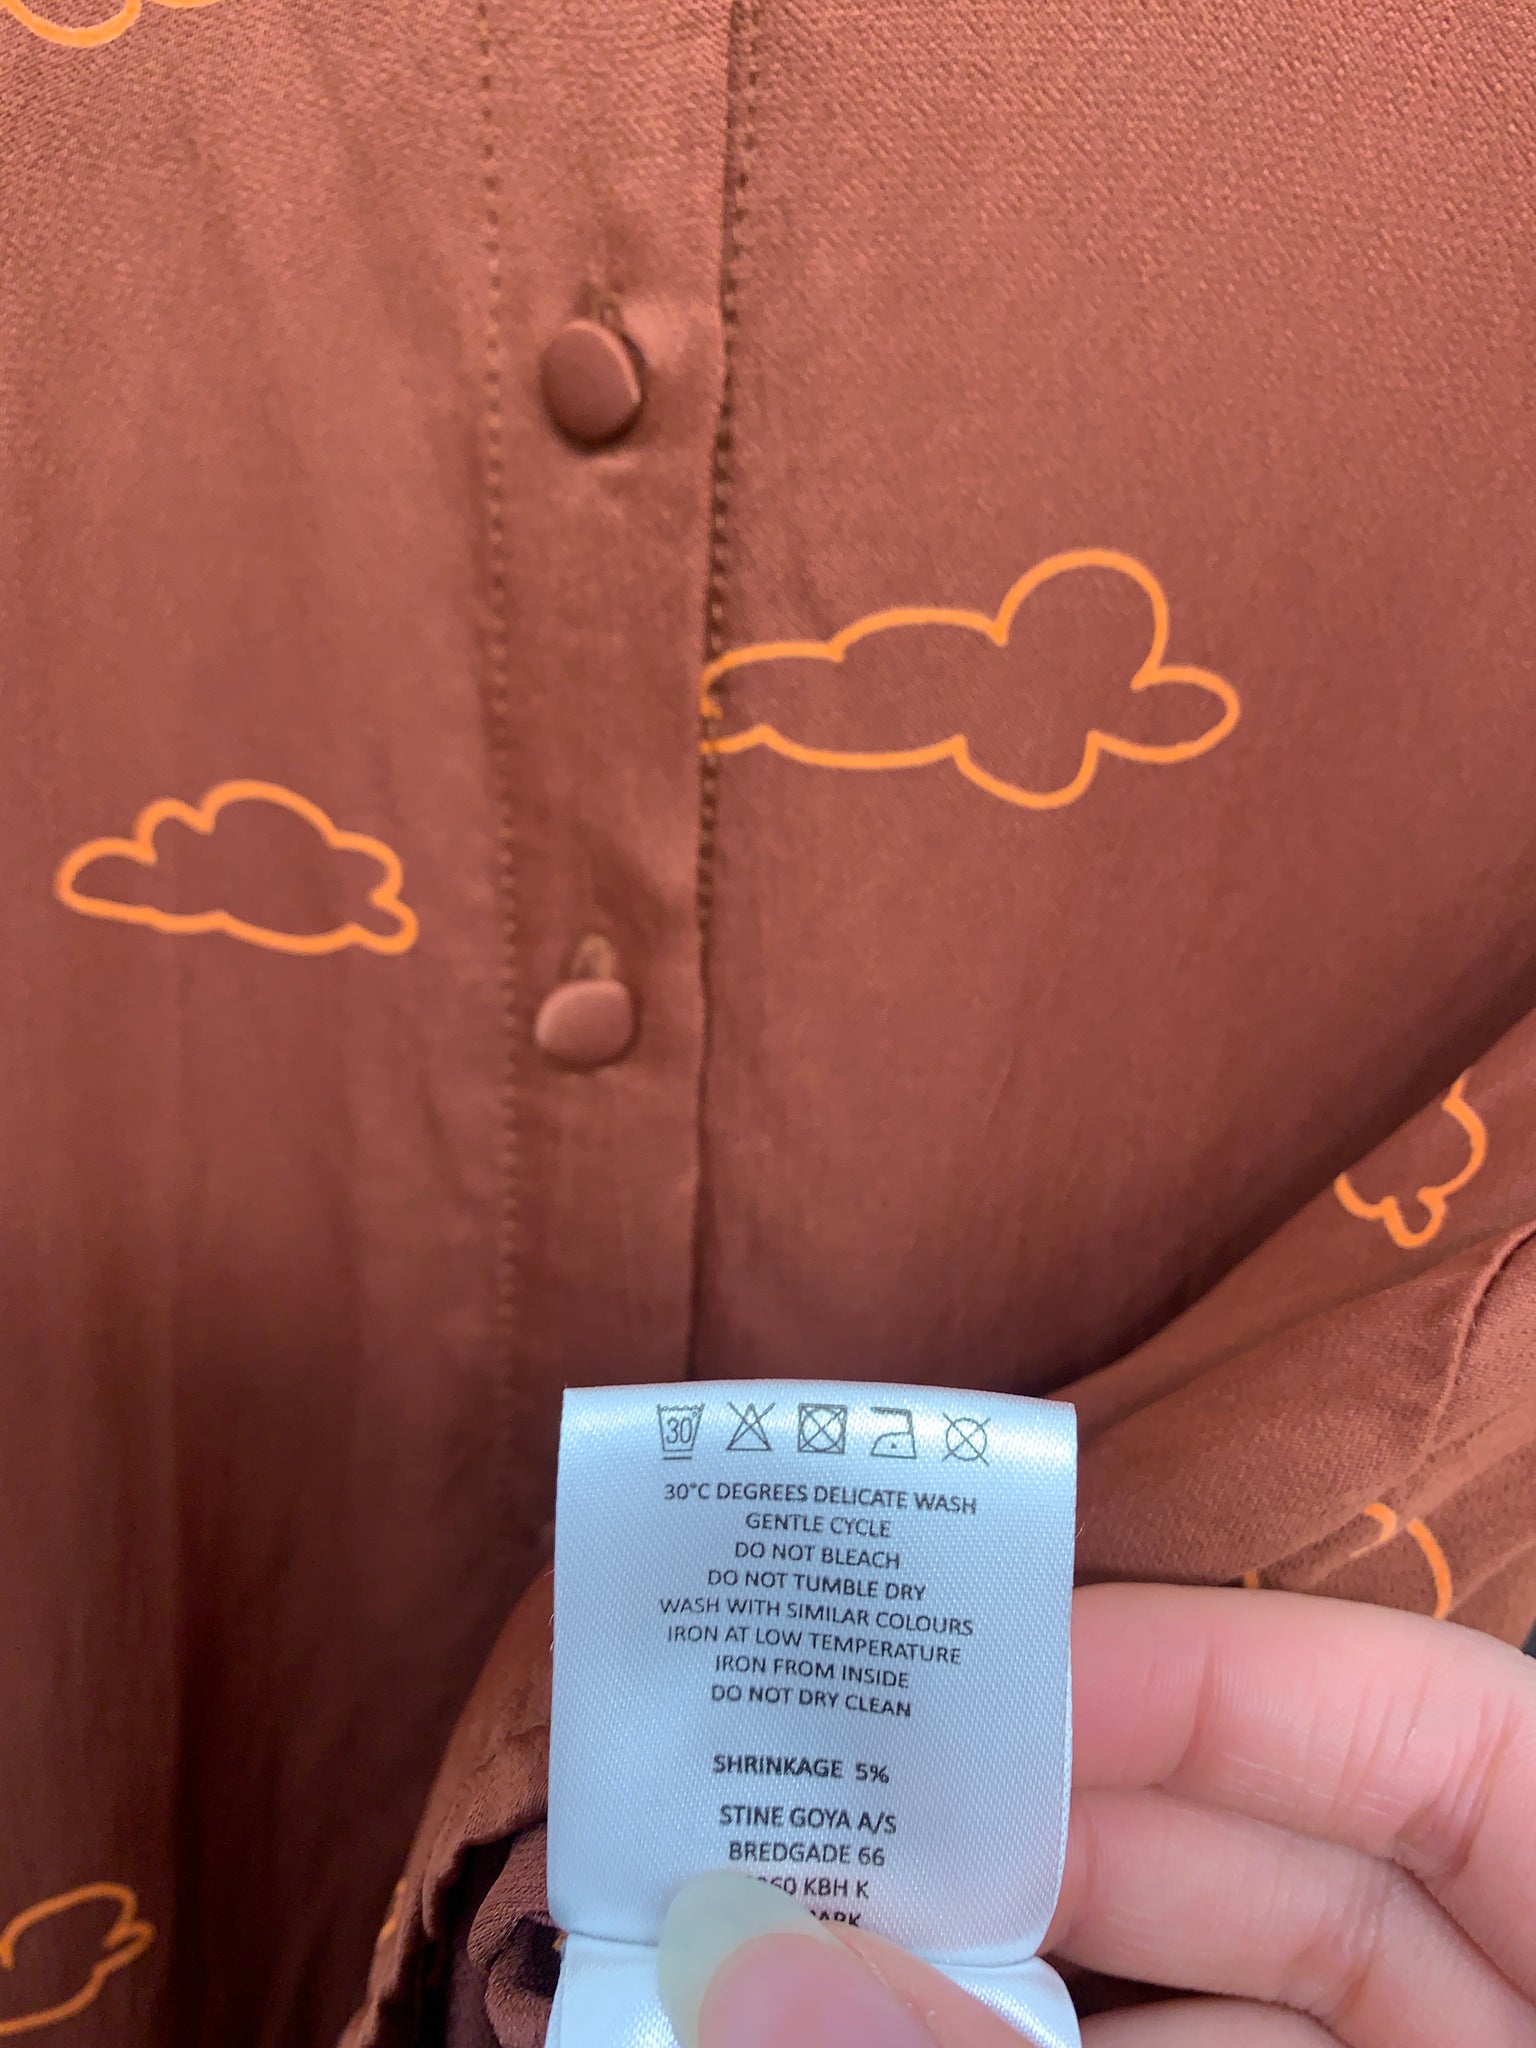 30
30°C DEGREES DELICATE WASH
GENTLE CYCLE
DO NOT BLEACH
DO NOT TUMBLE DRY
WASH WITH SIMILAR COLOURS
IRON AT LOW TEMPERATURE
IRON FROM INSIDE
DO NOT DRY CLEAN
SHRINKAGE 5%
STINE GOYA A/S
BREDGADE 66
KBH K